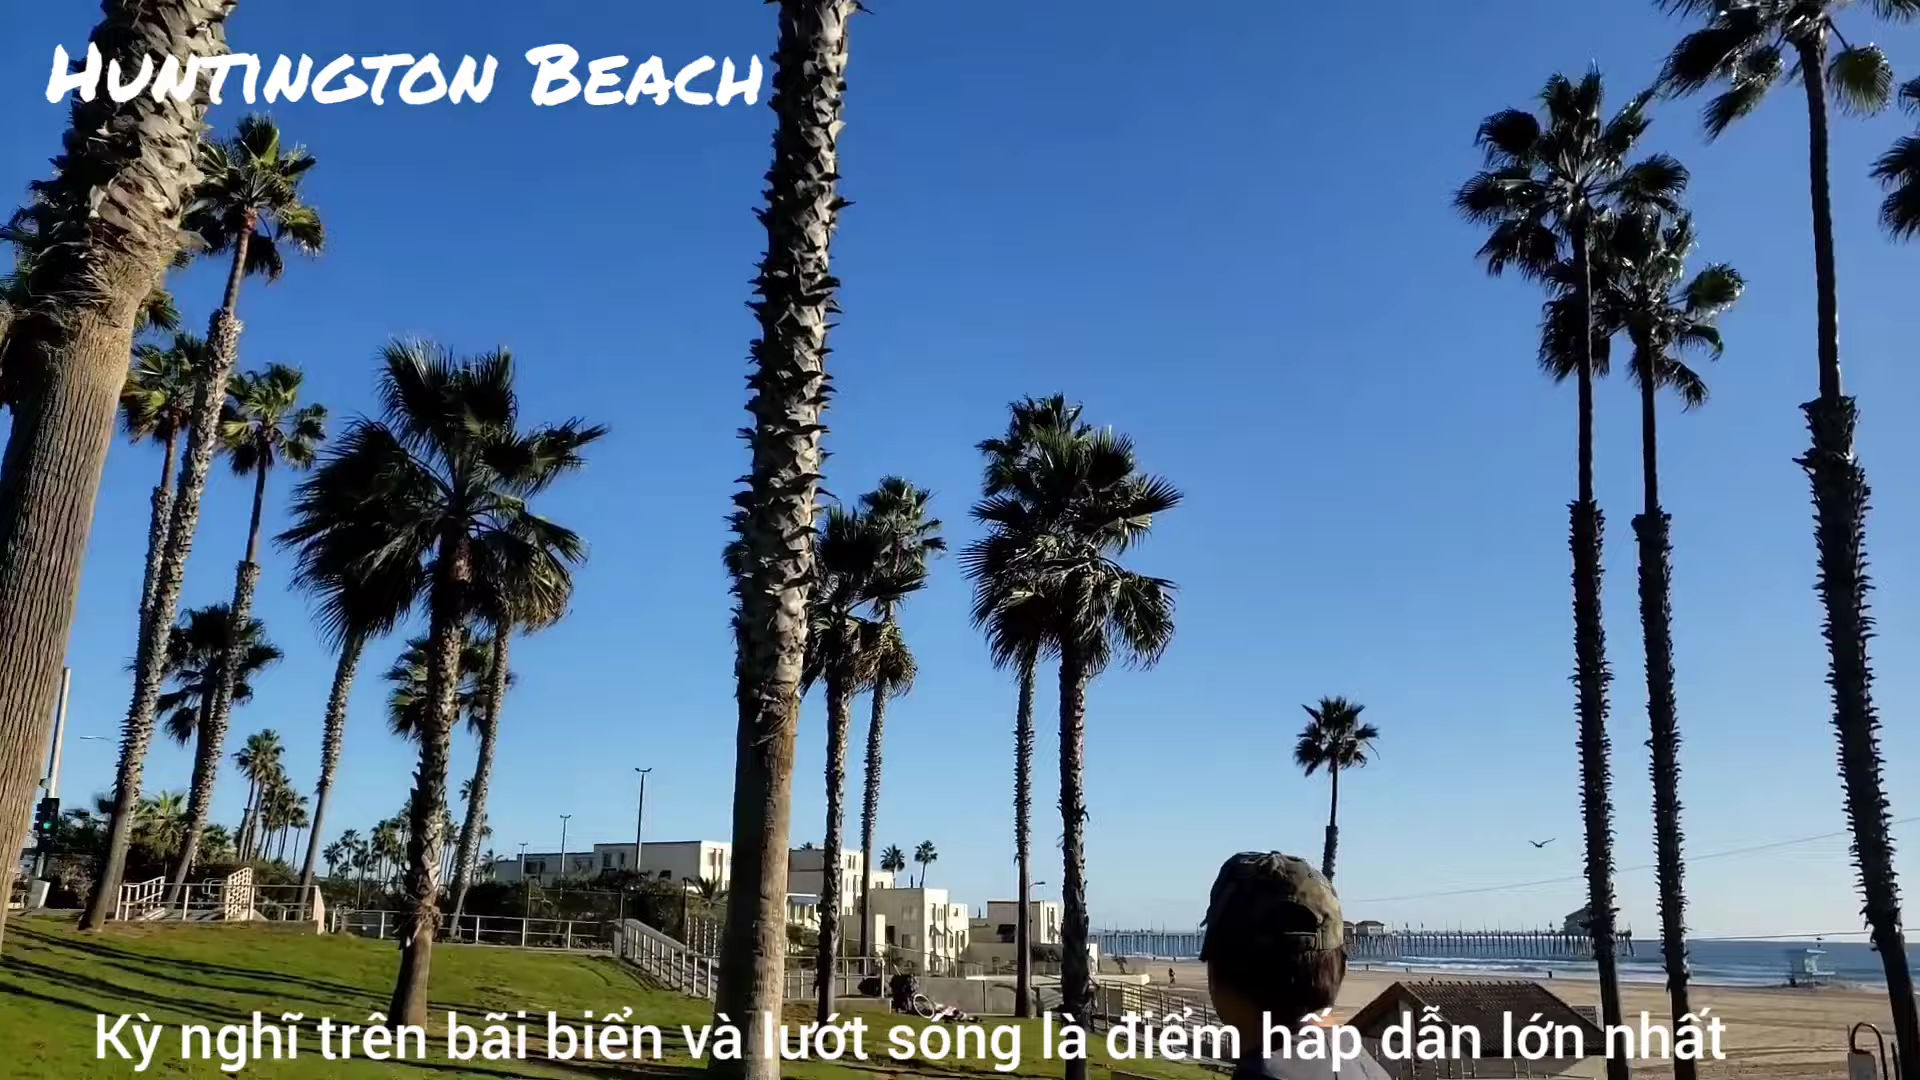 Huntington Beach
Kỳ nghĩ trên bãi biển và lướt sóng là điểm hấp dẫn lớn nhất